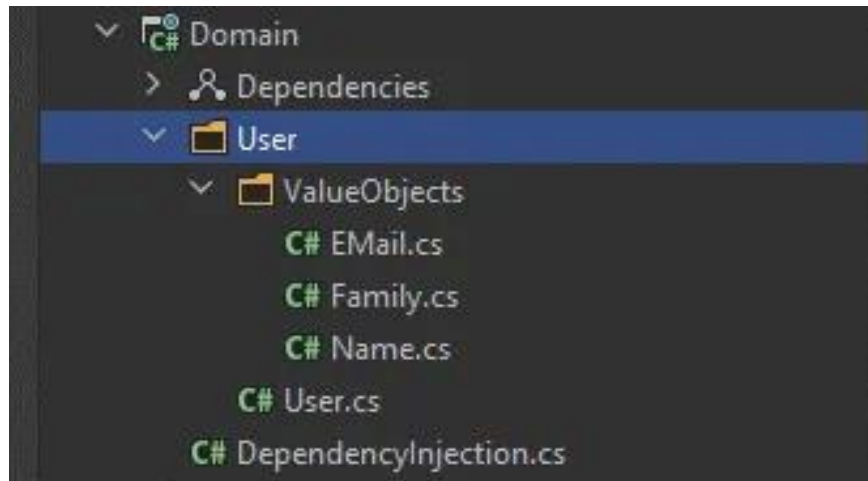 C# Domain
Dependencies
User
ValueObjects
C# EMail.cs
C# Family.cs
C# Name.cs
C# User.cs
C# DependencyInjection.cs